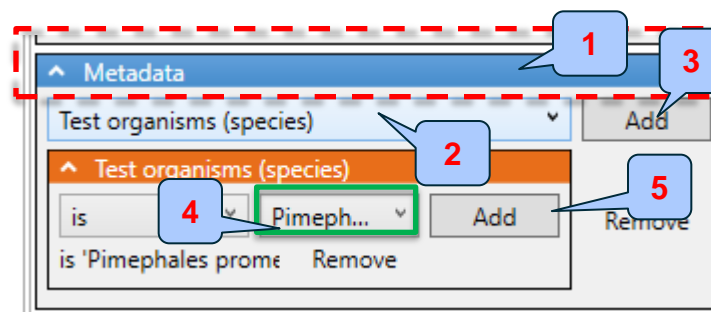 1
Metadata
3
Test organisms (species)
Add
2
Test organisms (species)
5
is
4
Pimeph...
Add
Remove
is 'Pimephales prome
Remove